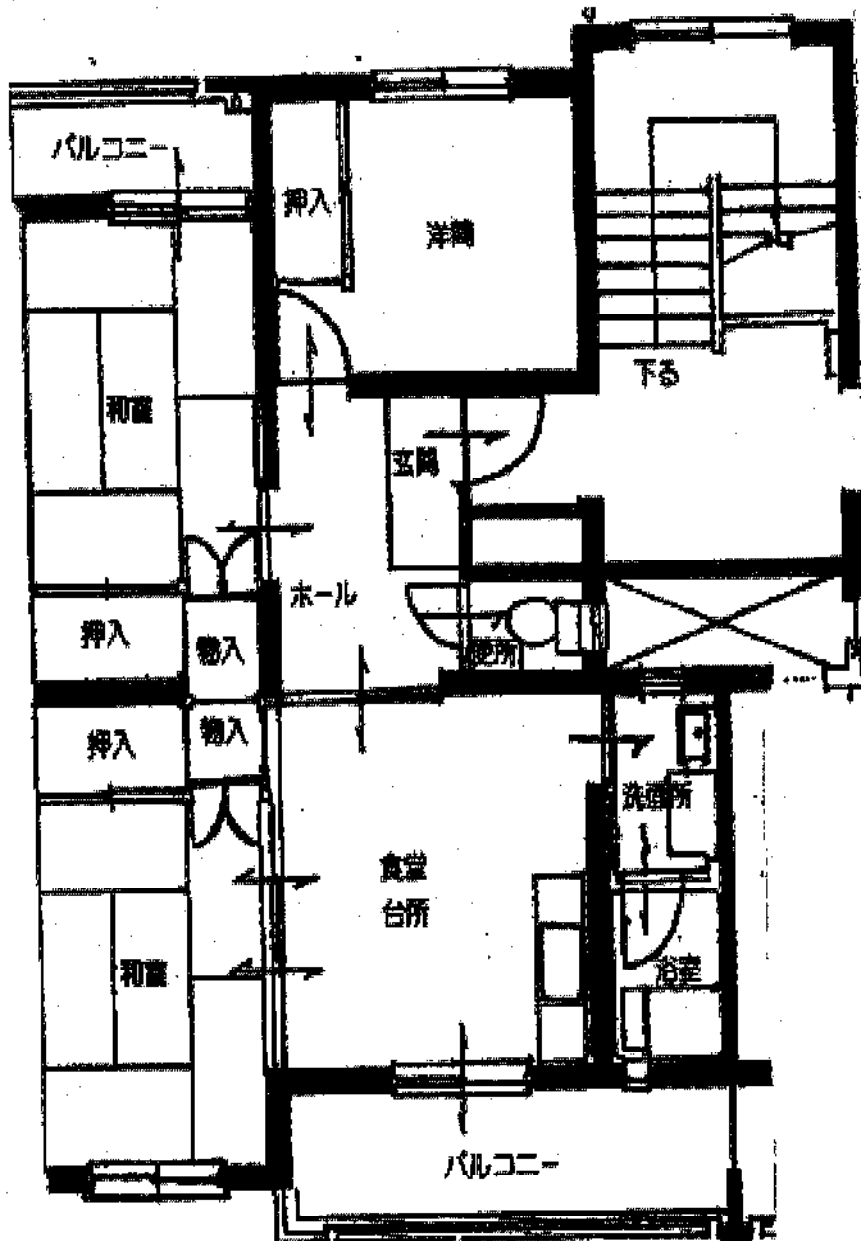 バルコニー
押入
洋間
下る
和室
玄関
ホール
便所
押入
物入
押入
物入
洗面所
食堂
台所
和室
浴室
バルコニー